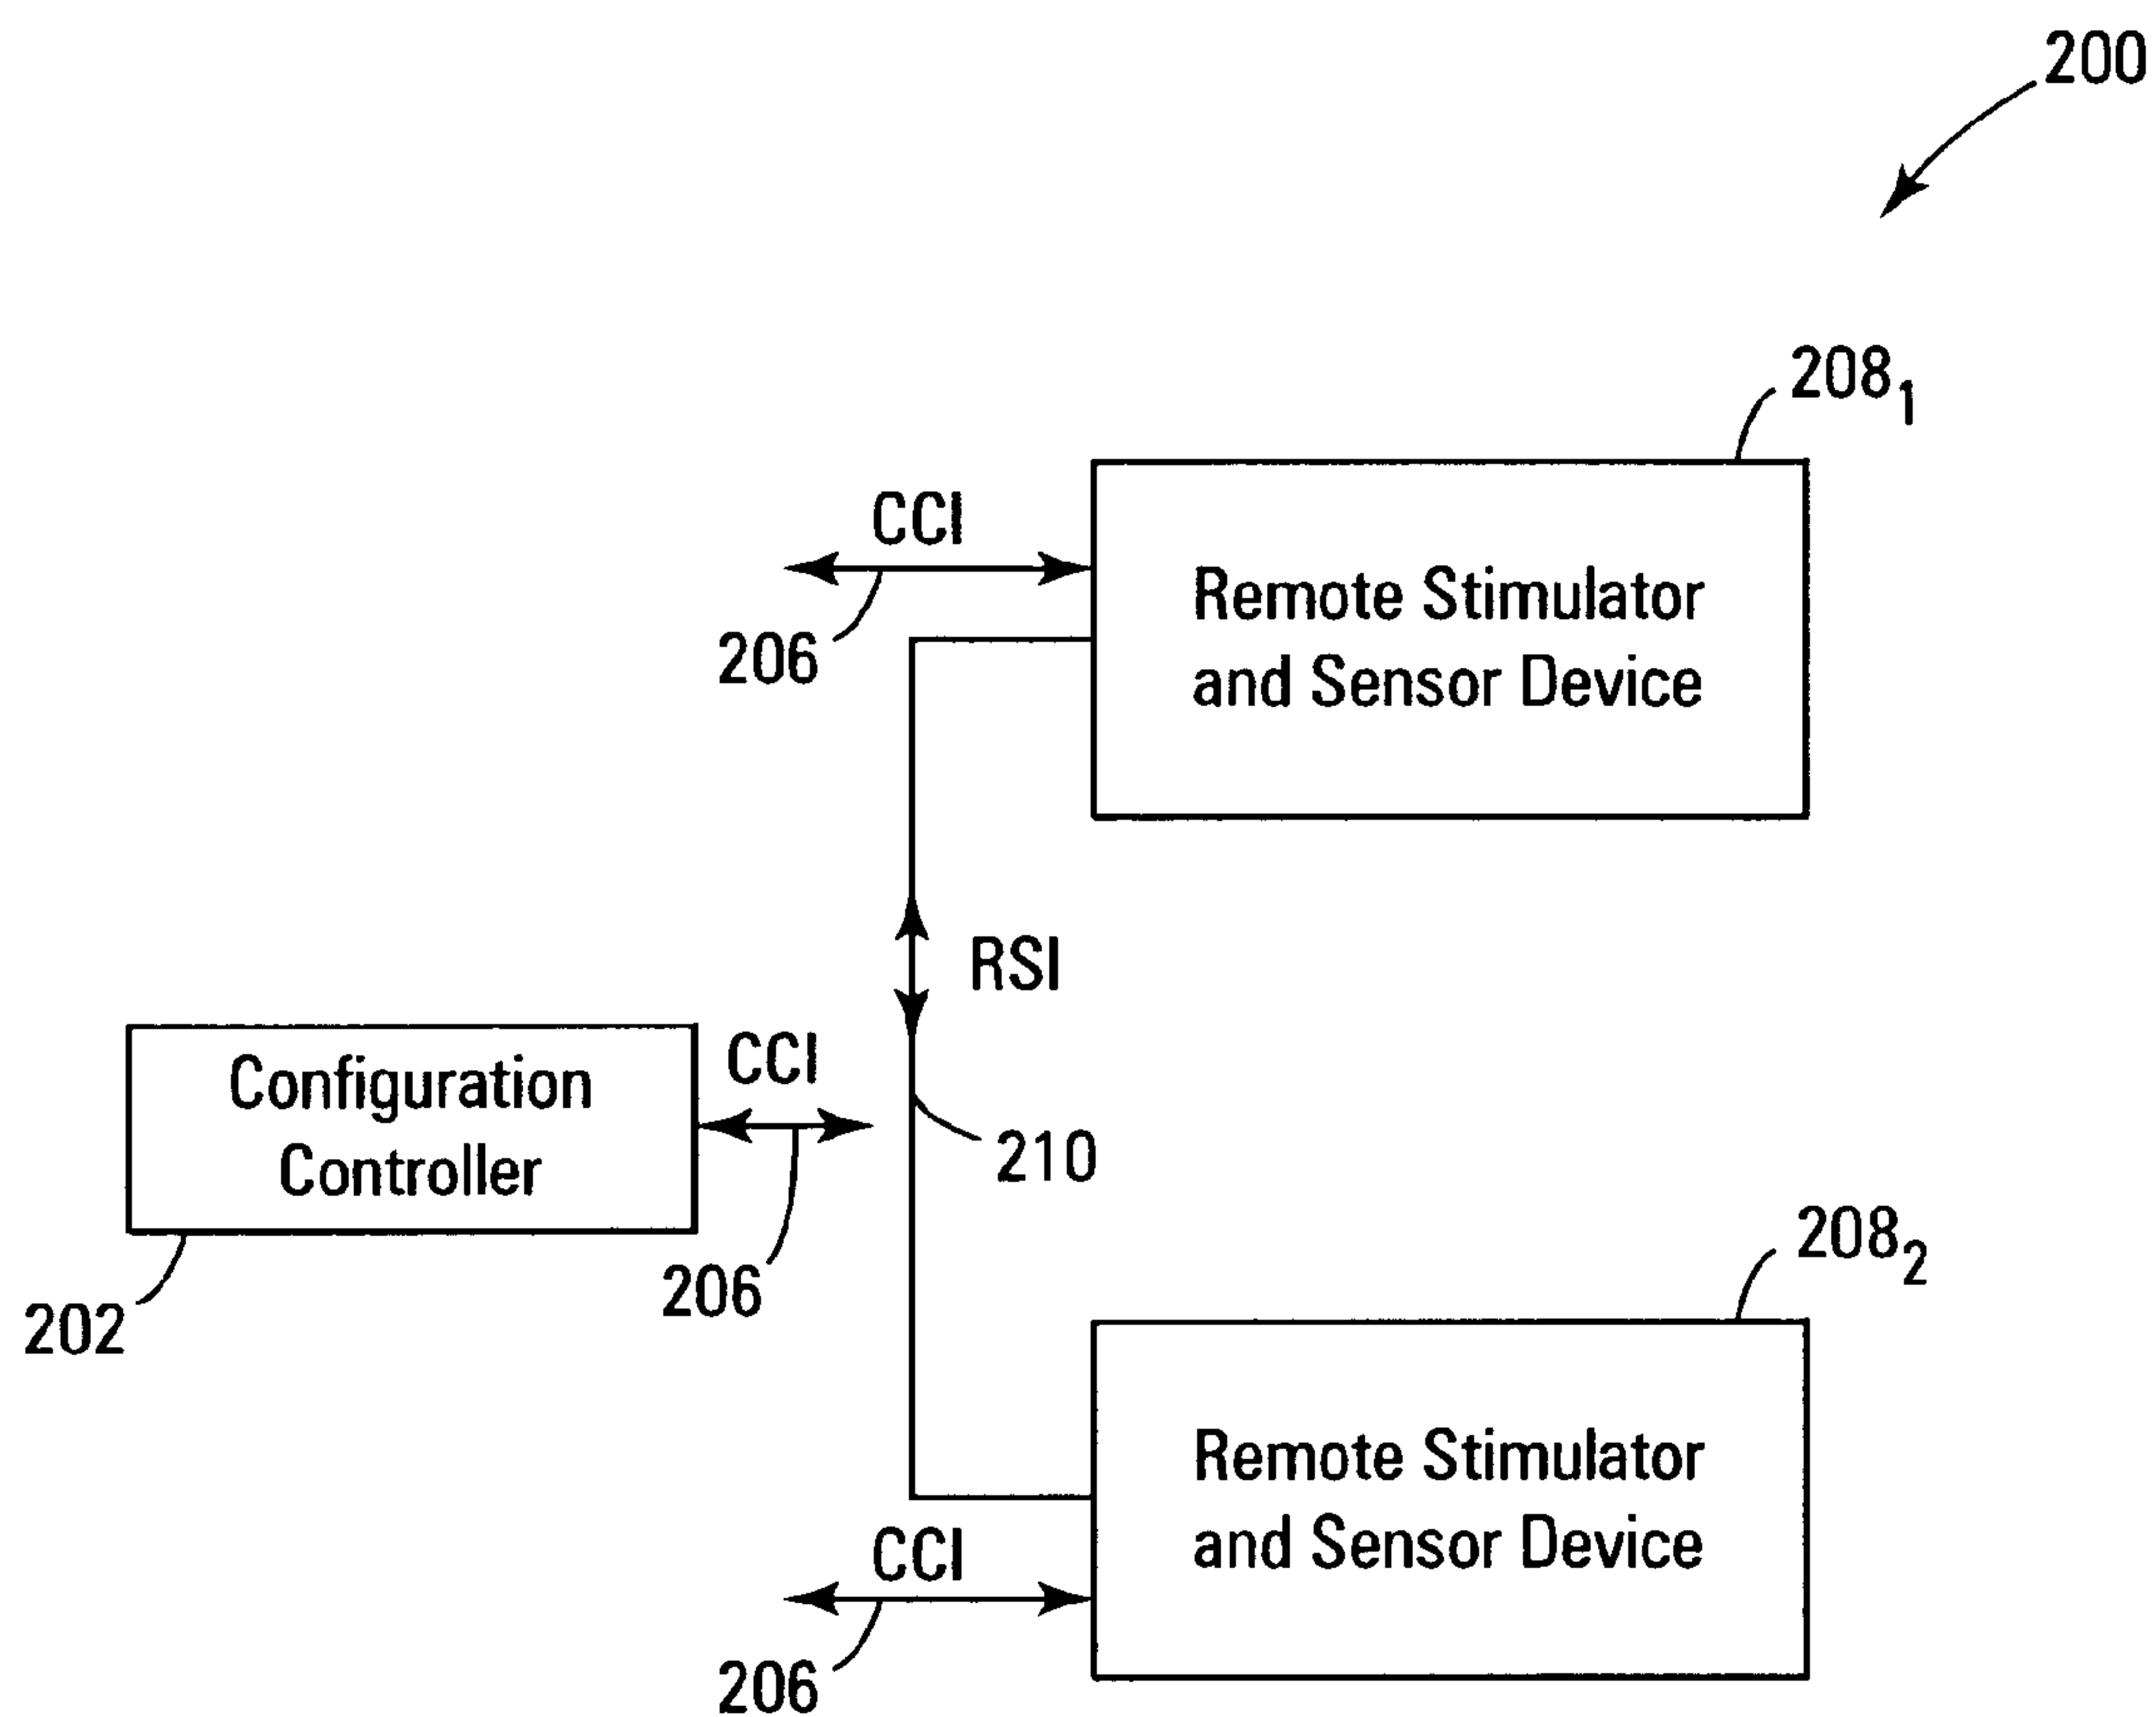 200
208₁
CCI
206
Remote Stimulator
and Sensor Device
RSI
Configuration
Controller
CCI
210
206
202
208₂
Remote Stimulator
and Sensor Device
CCI
206